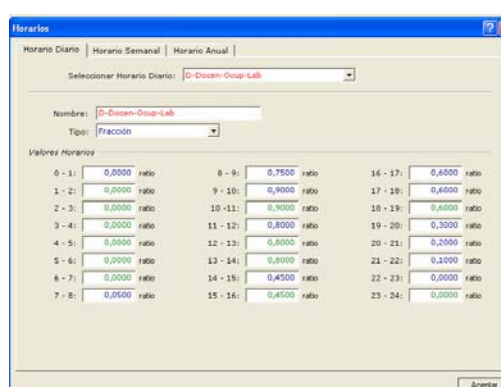 Horarios
Horario Diario Horario Semanal Horario Anual
Seleccionar Horario Diario: D-Docen-Ocup-Lab
Nombre: D-Docen-Ocup-Lab
Tipo: Fracción
Valores Horarios
0 - 1: 0,0000 ratio 8 - 9: 0,7500 ratio 16 - 17: 0,6000 ratio
1 - 2: 0,0000 ratio 9 - 10: 0,9000 ratio 17 - 18: 0,6000 ratio
2 - 3: 0,0000 ratio 10 -11: 0,9000 ratio 18 - 19: 0,6000 ratio
3 - 4: 0,0000 ratio 11 - 12: 0,8000 ratio 19 - 20: 0,3000 ratio
4 - 5: 0,0000 ratio 12 - 13: 0,8000 ratio 20 - 21: 0,2000 ratio
5 - 6: 0,0000 ratio 13 - 14: 0,8000 ratio 21 - 22: 0,1000 ratio
6 - 7: 0,0000 ratio 14 - 15: 0,4500 ratio 22 - 23: 0,0000 ratio
7 - 8: 0,0500 ratio 15 - 16: 0,4500 ratio 23 - 24: 0,0000 ratio
Aceptar